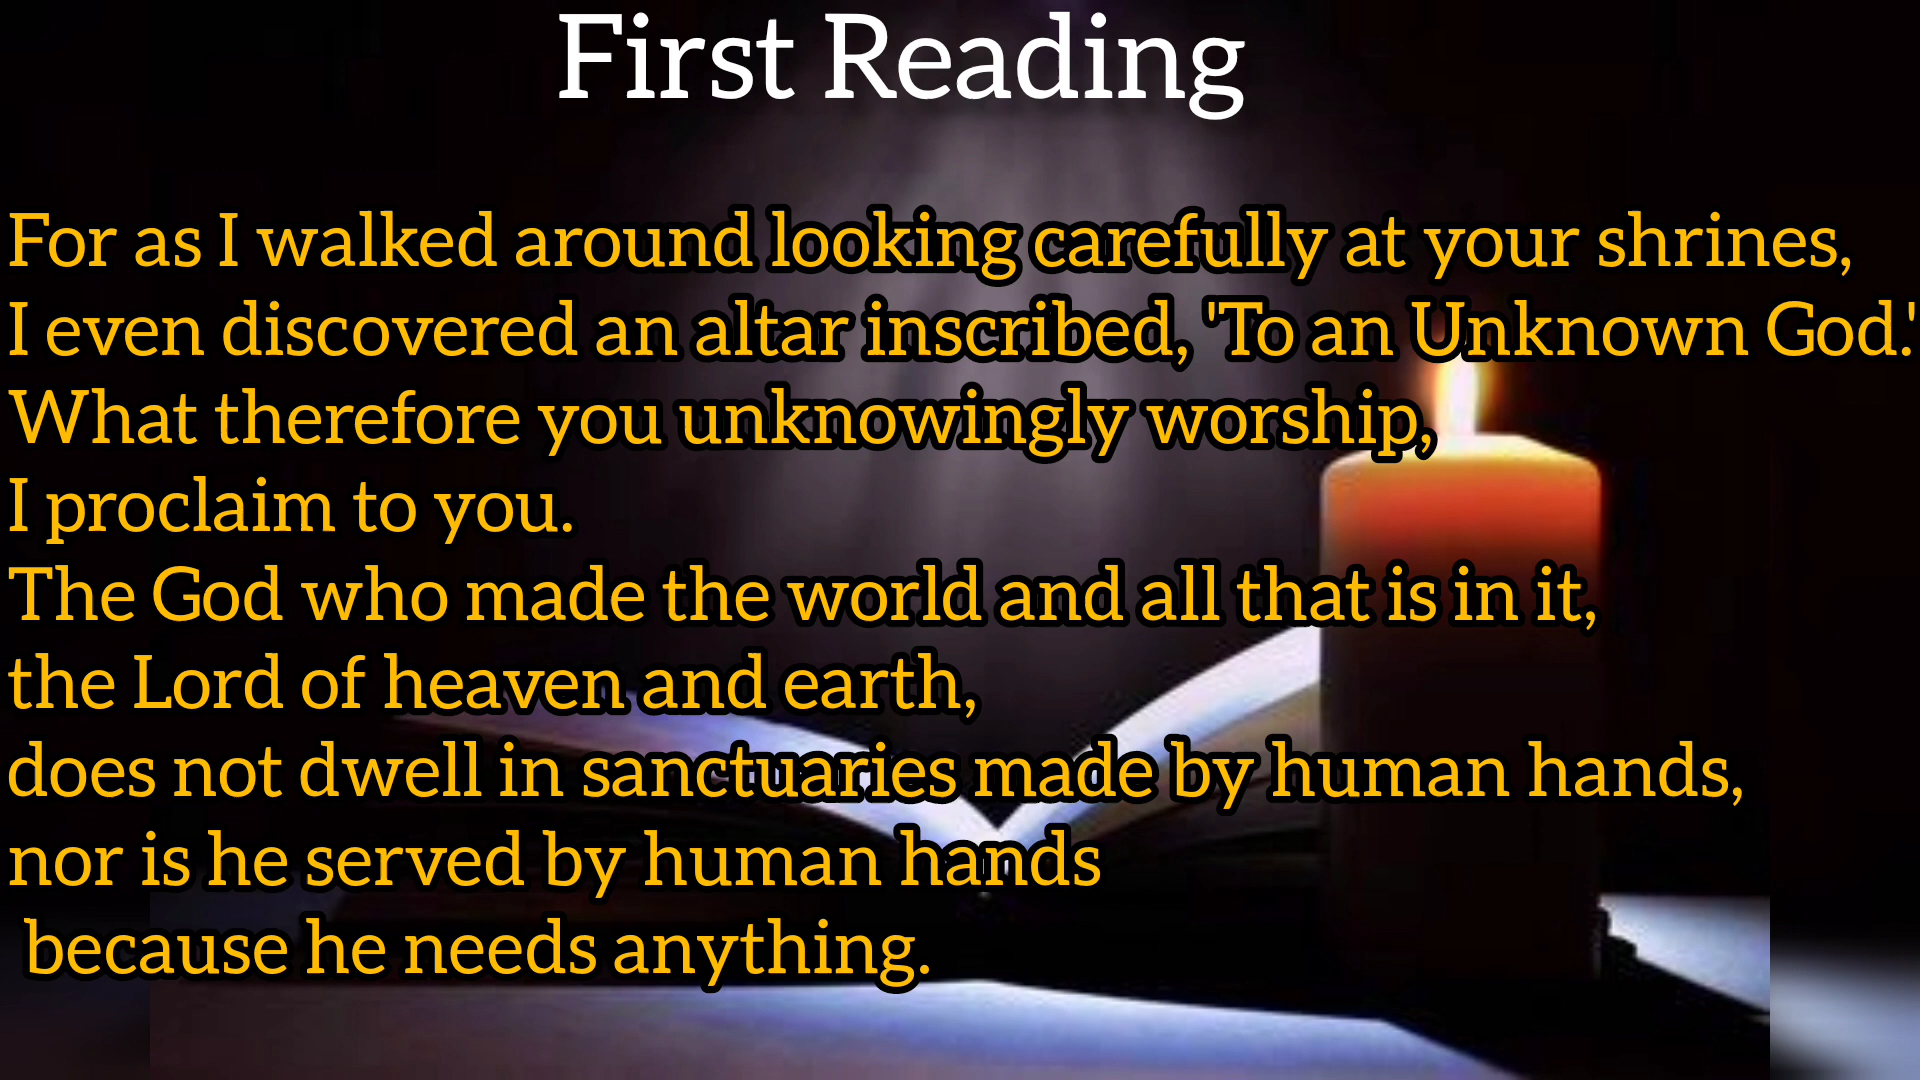 First Reading
For as I walked around looking carefully at your shrines,
I even discovered an altar inscribed, 'To an Unknown God.'
What therefore you unknowingly worship,
I proclaim to you.
The God who made the world and all that is in it,
the Lord of heaven and earth,
does not dwell in sanctuaries made by human hands,
nor is he served by human hands
because he needs anything.